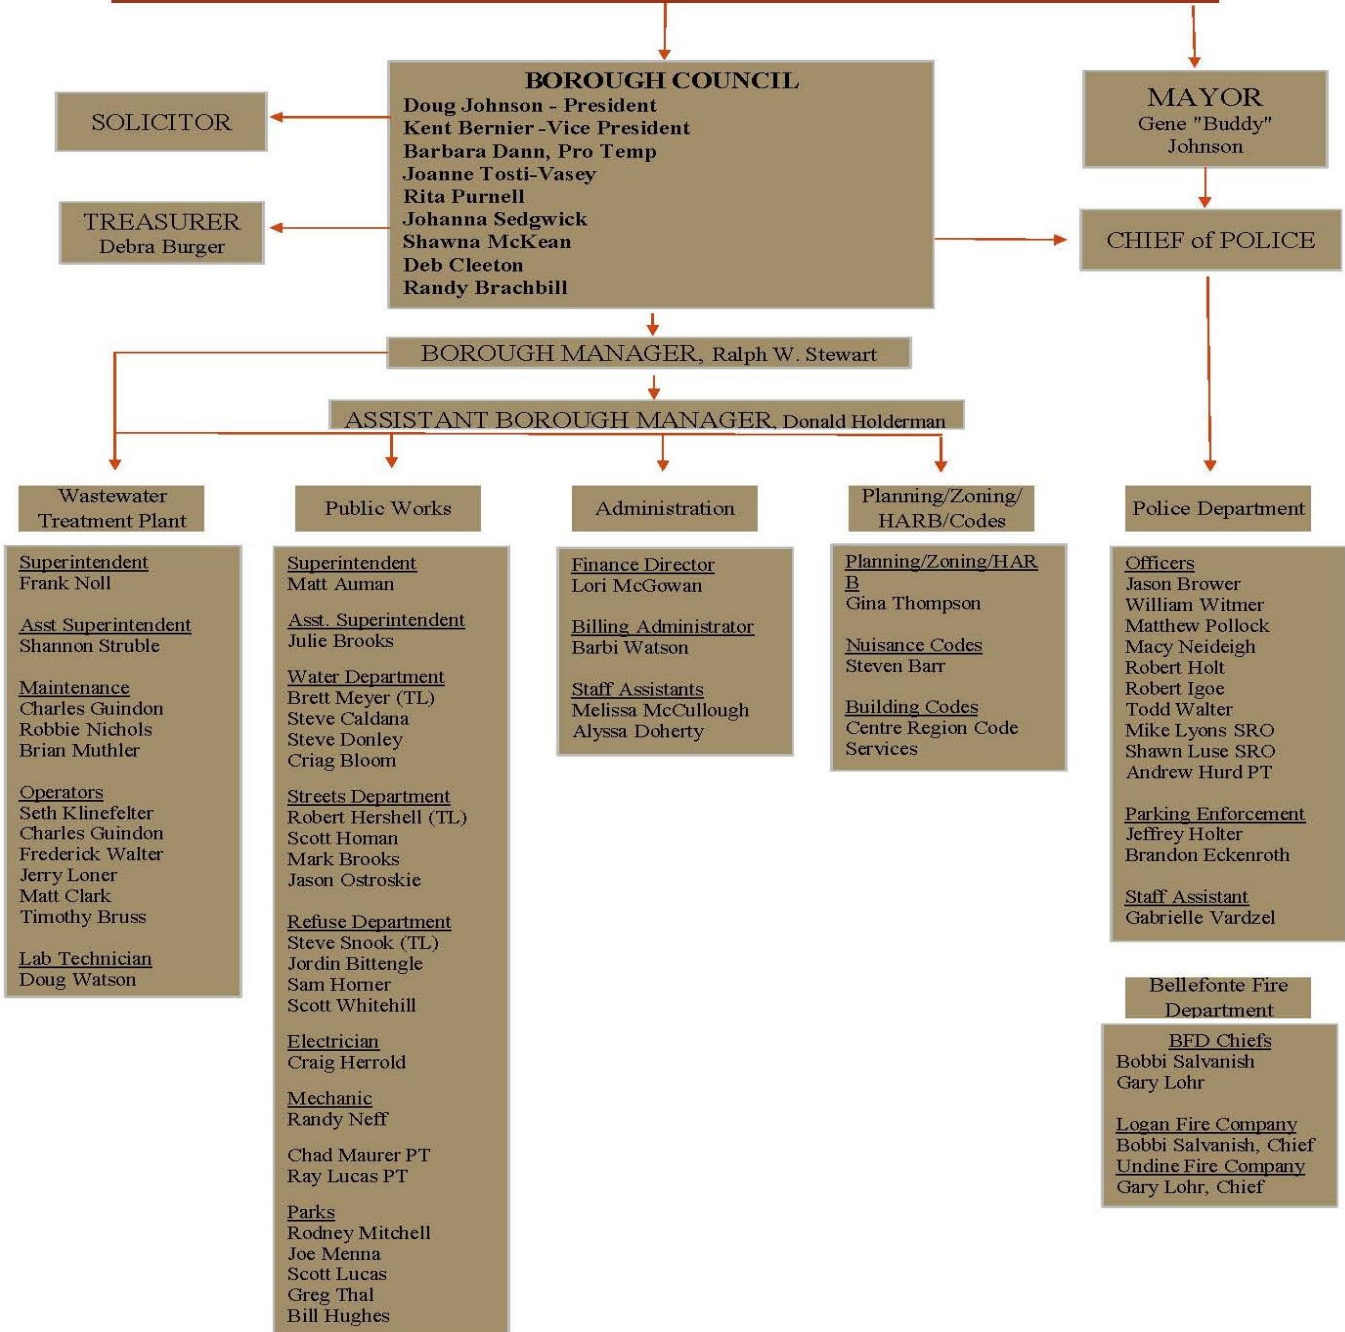 BOROUGH COUNCIL
Doug Johnson - President
Kent Bernier -Vice President
Barbara Dann, Pro Temp
Joanne Tosti-Vasey
Rita Purnell
Johanna Sedgwick
Shawna McKean
Deb Cleeton
Randy Brachbill
SOLICITOR
TREASURER
Debra Burger
MAYOR
Gene "Buddy"
Johnson
CHIEF of POLICE
BOROUGH MANAGER, Ralph W. Stewart
ASSISTANT BOROUGH MANAGER, Donald Holderman
Wastewater
Treatment Plant
Superintendent
Frank Noll
Asst Superintendent
Shannon Struble
Maintenance
Charles Guindon
Robbie Nichols
Brian Muthler
Operators
Seth Klinefelter
Charles Guindon
Frederick Walter
Jerry Loner
Matt Clark
Timothy Bruss
Lab Technician
Doug Watson
Public Works
Superintendent
Matt Auman
Asst. Superintendent
Julie Brooks
Water Department
Brett Meyer (TL)
Steve Caldana
Steve Donley
Criag Bloom
Streets Department
Robert Hershell (TL)
Scott Homan
Mark Brooks
Jason Ostroskie
Refuse Department
Steve Snook (TL)
Jordin Bittengle
Sam Horner
Scott Whitehill
Electrician
Craig Herrold
Mechanic
Randy Neff
Chad Maurer PT
Ray Lucas PT
Parks
Rodney Mitchell
Joe Menna
Scott Lucas
Greg Thal
Bill Hughes
Administration
Finance Director
Lori McGowan
Billing Administrator
Barbi Watson
Staff Assistants
Melissa McCullough
Alyssa Doherty
Planning/Zoning/
HARB/Codes
Planning/Zoning/HAR
B
Gina Thompson
Nuisance Codes
Steven Barr
Building Codes
Centre Region Code
Services
Police Department
Officers
Jason Brower
William Witmer
Matthew Pollock
Macy Neideigh
Robert Holt
Robert Igoe
Todd Walter
Mike Lyons SRO
Shawn Luse SRO
Andrew Hurd PT
Parking Enforcement
Jeffrey Holter
Brandon Eckenroth
Staff Assistant
Gabrielle Vardzel
Bellefonte Fire
Department
BFD Chiefs
Bobbi Salvanish
Gary Lohr
Logan Fire Company
Bobbi Salvanish, Chief
Undine Fire Company
Gary Lohr, Chief